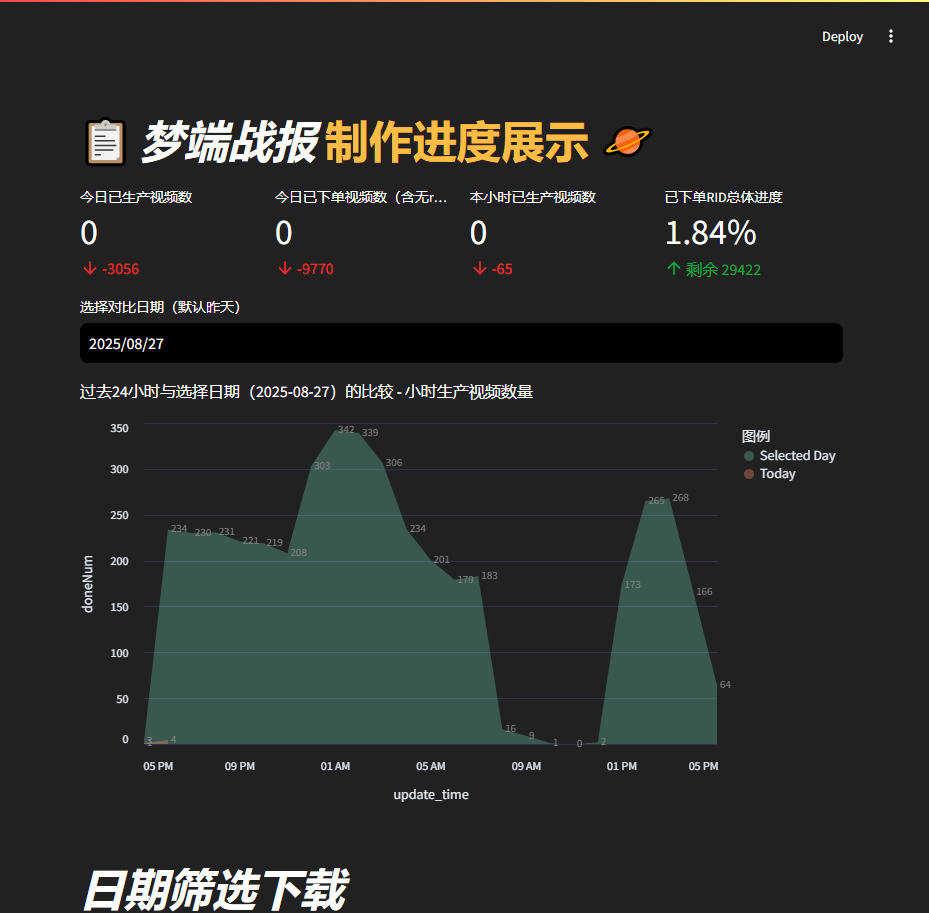 Deploy
梦端战报制作进度展示
今日已生产视频数
0
-3056
今日已下单视频数（含无r...
0
-9770
本小时已生产视频数
0
-65
已下单RID总体进度
1.84%
剩余 29422
选择对比日期（默认昨天）
2025/08/27
过去24小时与选择日期（2025-08-27）的比较 - 小时生产视频数量
图例
Selected Day
Today
doneNum
350
300
250
200
150
100
50
0
3
4
234
230
231
221
219
208
303
342
339
306
234
201
179
183
16
9
1
0
2
173
265
268
166
64
05 PM
09 PM
01 AM
05 AM
09 AM
01 PM
05 PM
update_time
日期筛选下载